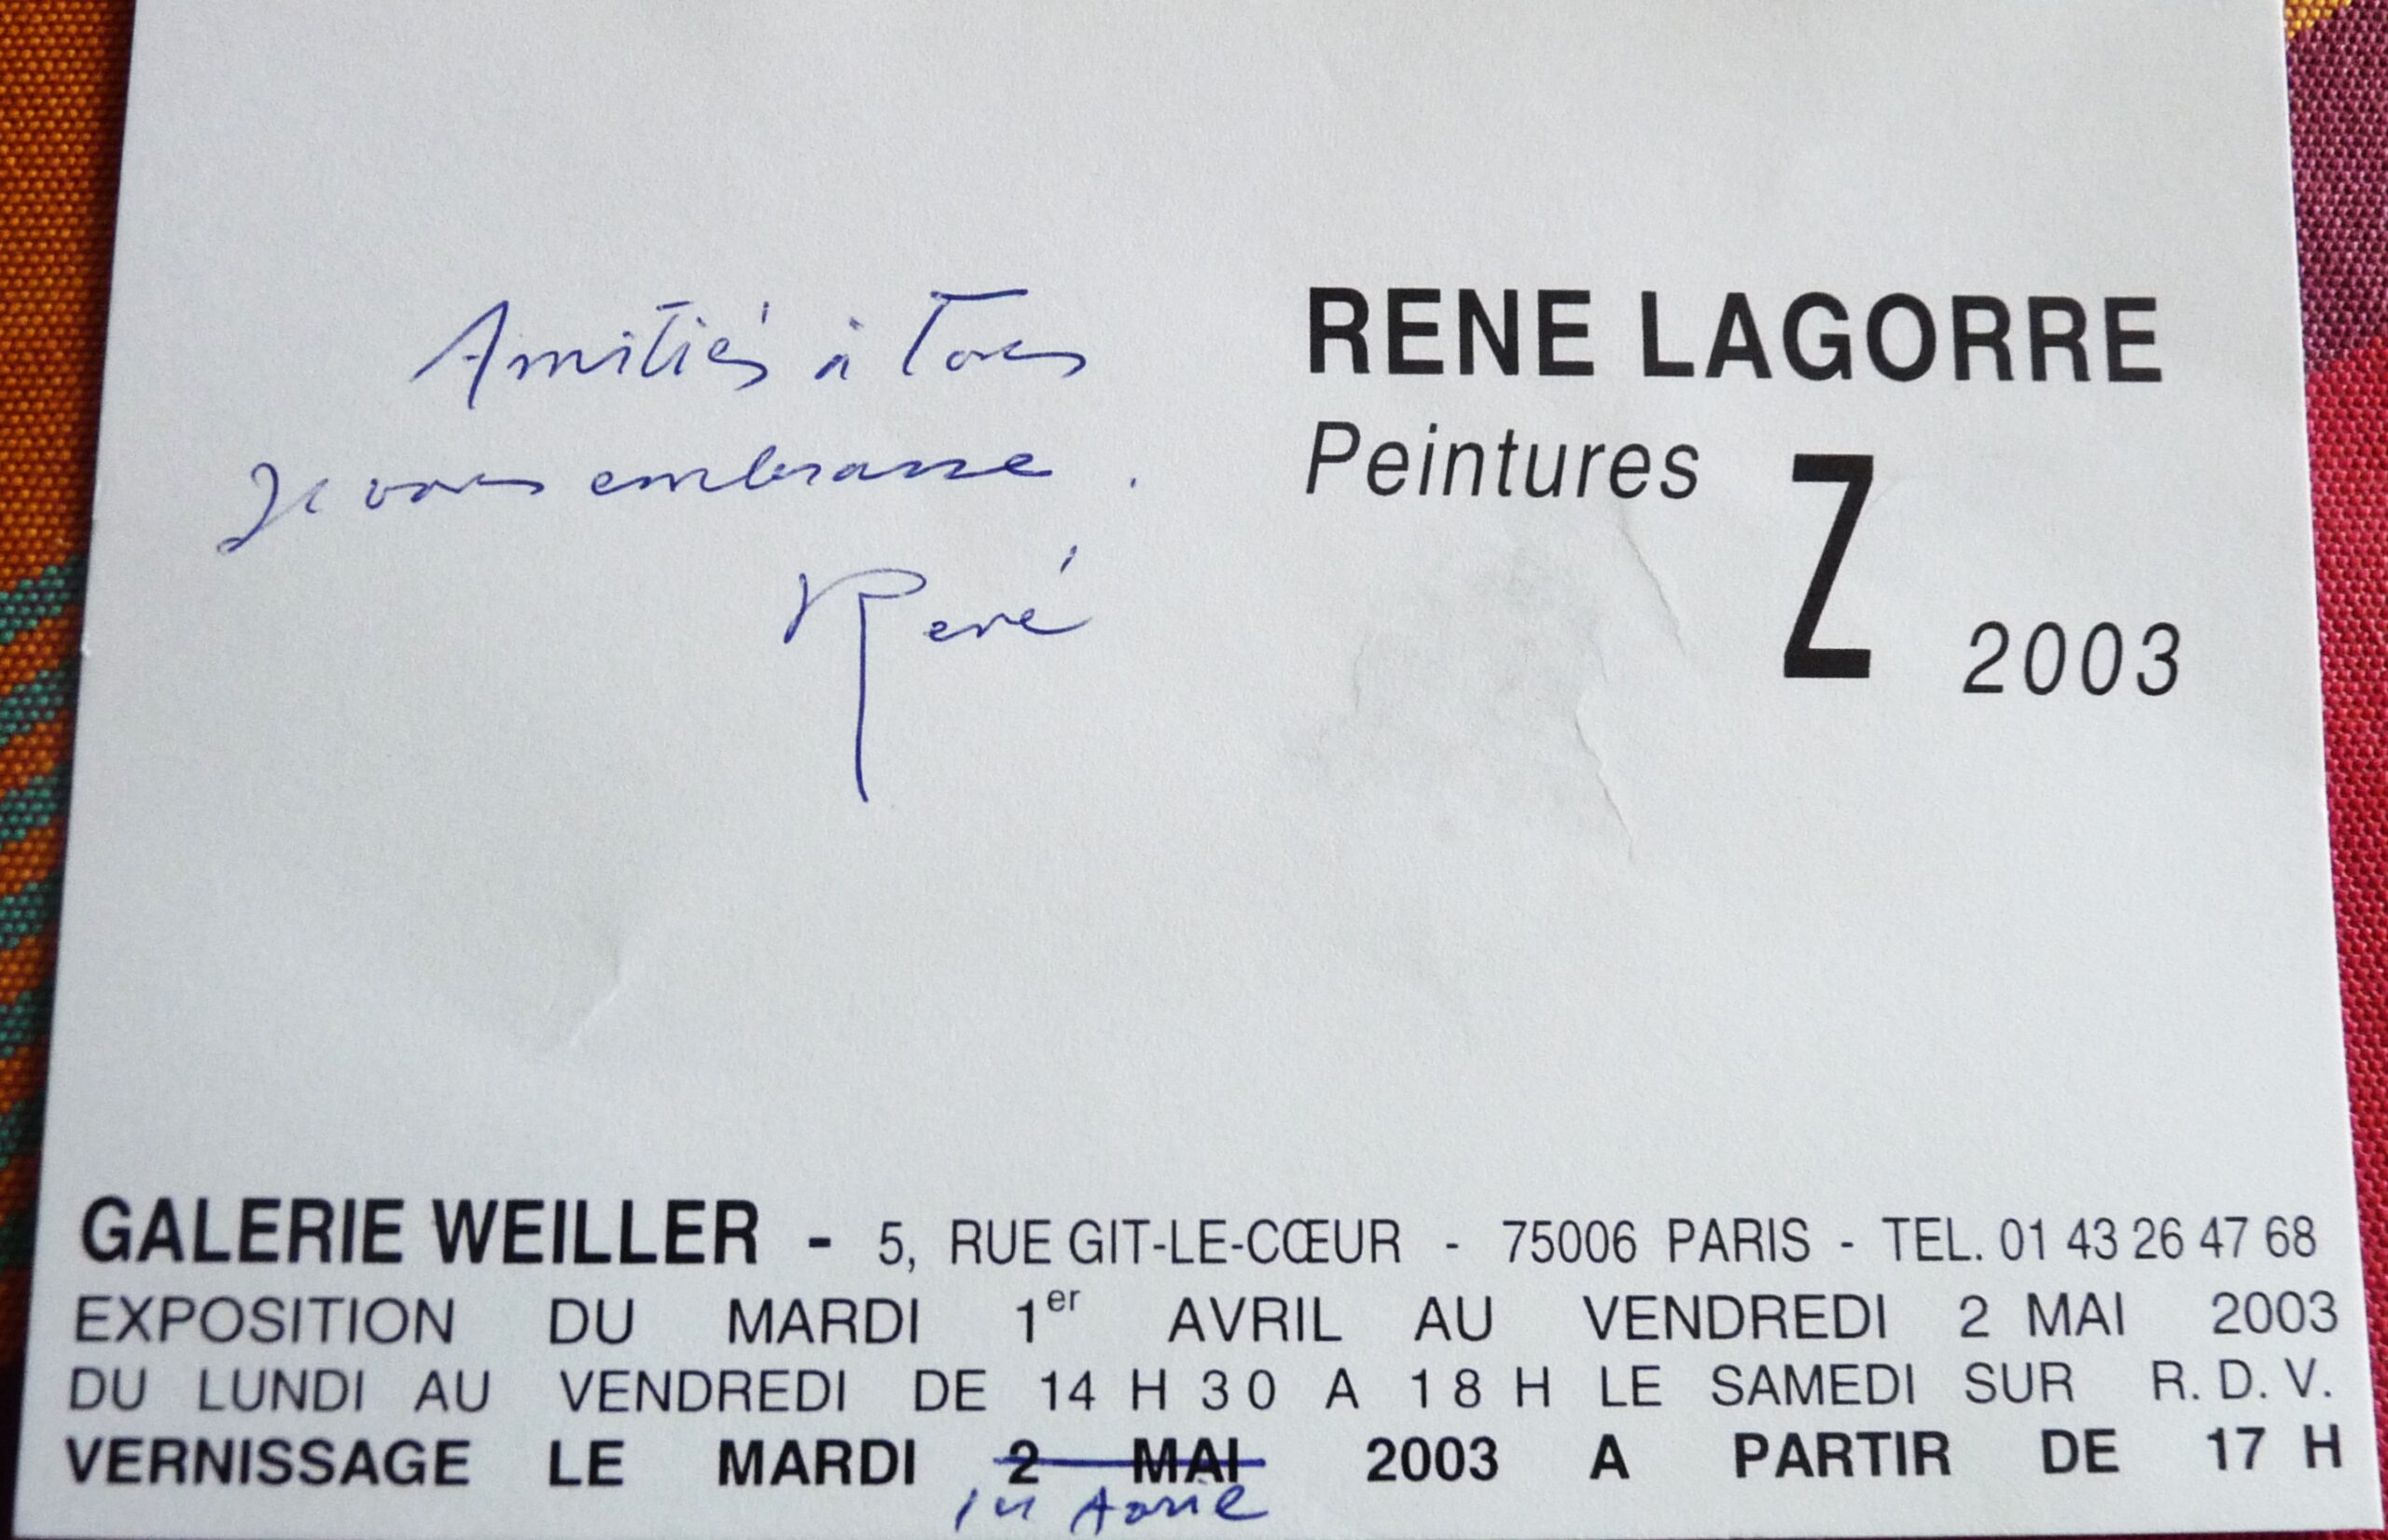 Amitiés à Tous
Je vous embrasse.
René
RENE LAGORRE
Peintures Z 2003
GALERIE WEILLER - 5, RUE GIT-LE-CŒUR - 75006 PARIS - TEL. 01 43 26 47 68
EXPOSITION DU MARDI 1er AVRIL AU VENDREDI 2 MAI 2003
DU LUNDI AU VENDREDI DE 14 H 30 A 18 H LE SAMEDI SUR R. D. V.
VERNISSAGE LE MARDI 2 MAI 2003 A PARTIR DE 17 H
1er Avril